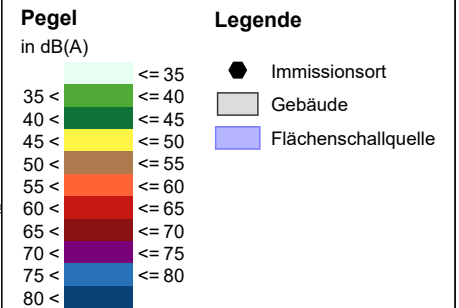 Pegel
in dB(A)
<= 35
35 < <= 40
40 < <= 45
45 < <= 50
50 < <= 55
55 < <= 60
60 < <= 65
65 < <= 70
70 < <= 75
75 < <= 80
80 <
Legende
Immissionsort
Gebäude
Flächenschallquelle